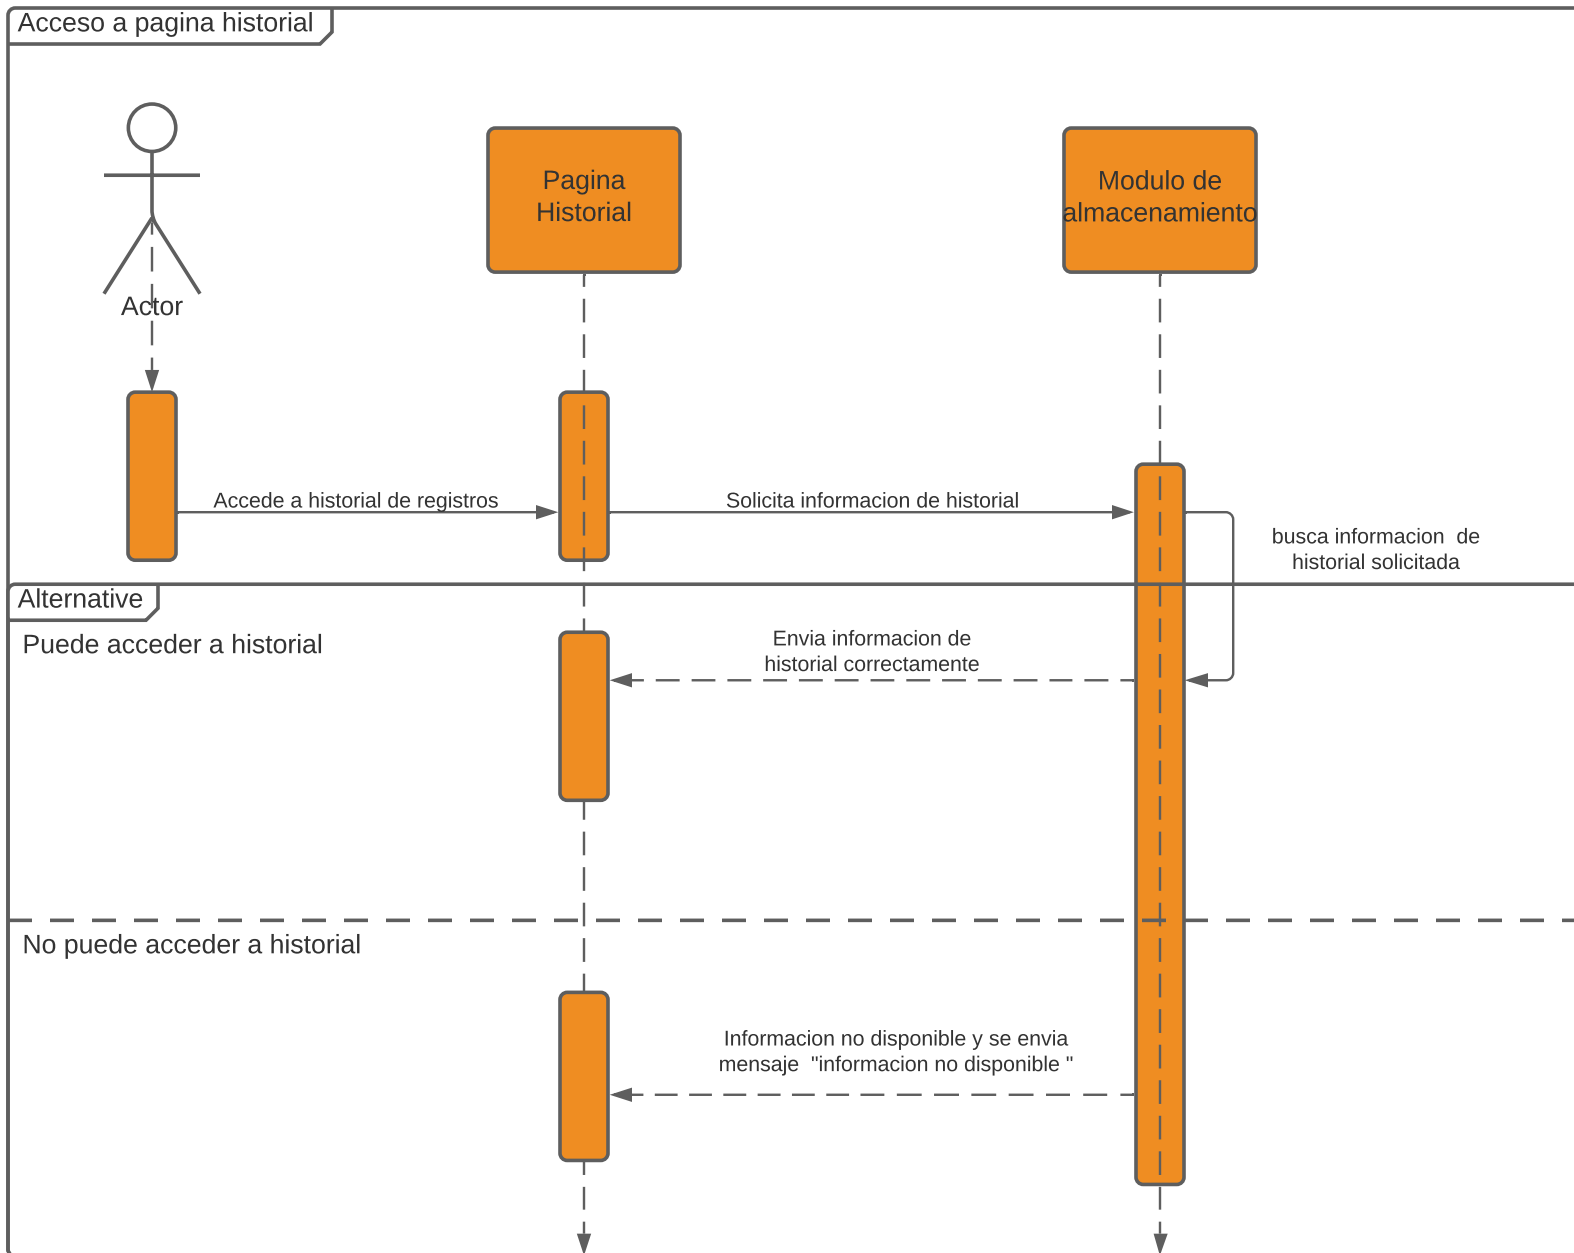 Acceso a pagina historial
Pagina
Historial
Modulo de
almacenamiento
Actor
Accede a historial de registros
Solicita informacion de historial
busca informacion  de
historial solicitada
Alternative
Puede acceder a historial
Envia informacion de
historial correctamente
No puede acceder a historial
Informacion no disponible y se envia
mensaje  "informacion no disponible "